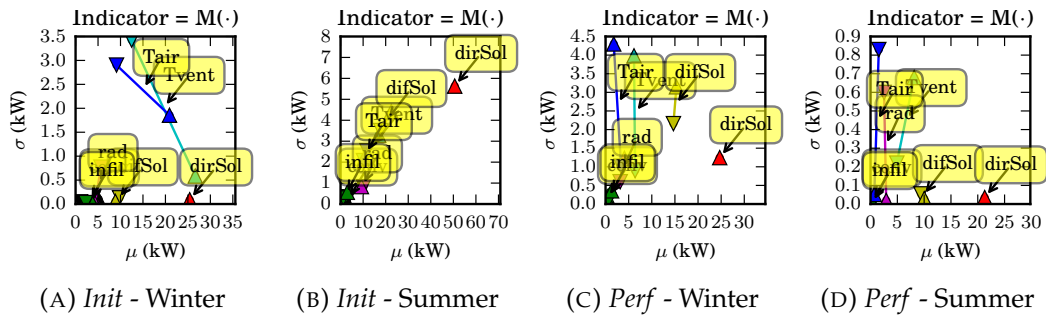 Indicator = M(·)
σ (kW)
3.5
3.0
2.5
2.0
1.5
1.0
0.5
0.0
Tair
Tvent
rad
infil
difSol
dirSol
0 5 10 15 20 25 30 35
μ (kW)
(A) Init - Winter
Indicator = M(·)
σ (kW)
8
7
6
5
4
3
2
1
0
dirSol
difSol
Tvent
Tair
rad
infil
0 10 20 30 40 50 60 70
μ (kW)
(B) Init - Summer
Indicator = M(·)
σ (kW)
4.5
4.0
3.5
3.0
2.5
2.0
1.5
1.0
0.5
0.0
Tair
Tvent
difSol
rad
infil
dirSol
0 5 10 15 20 25 30
μ (kW)
(C) Perf - Winter
Indicator = M(·)
σ (kW)
0.9
0.8
0.7
0.6
0.5
0.4
0.3
0.2
0.1
0.0
Tair
Tvent
rad
infil
difSol
dirSol
0 5 10 15 20 25 30
μ (kW)
(D) Perf - Summer